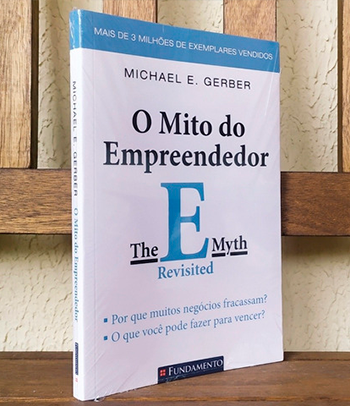 MAIS DE 3 MILHÕES DE EXEMPLARES VENDIDOS
MICHAEL E. GERBER
O Mito do
Empreendedor
The E Myth
Revisited
▪ Por que muitos negócios fracassam?
▪ O que você pode fazer para vencer?
FUNDAMENTO
MICHAEL E. GERBER O Mito do Empreendedor